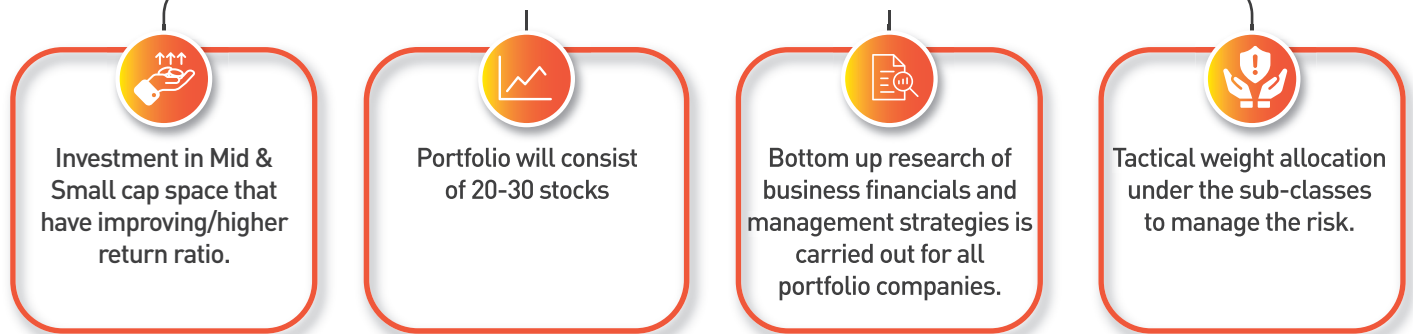 Investment in Mid &
Small cap space that
have improving/higher
return ratio.
Portfolio will consist
of 20-30 stocks
Bottom up research of
business financials and
management strategies is
carried out for all
portfolio companies.
Tactical weight allocation
under the sub-classes
to manage the risk.